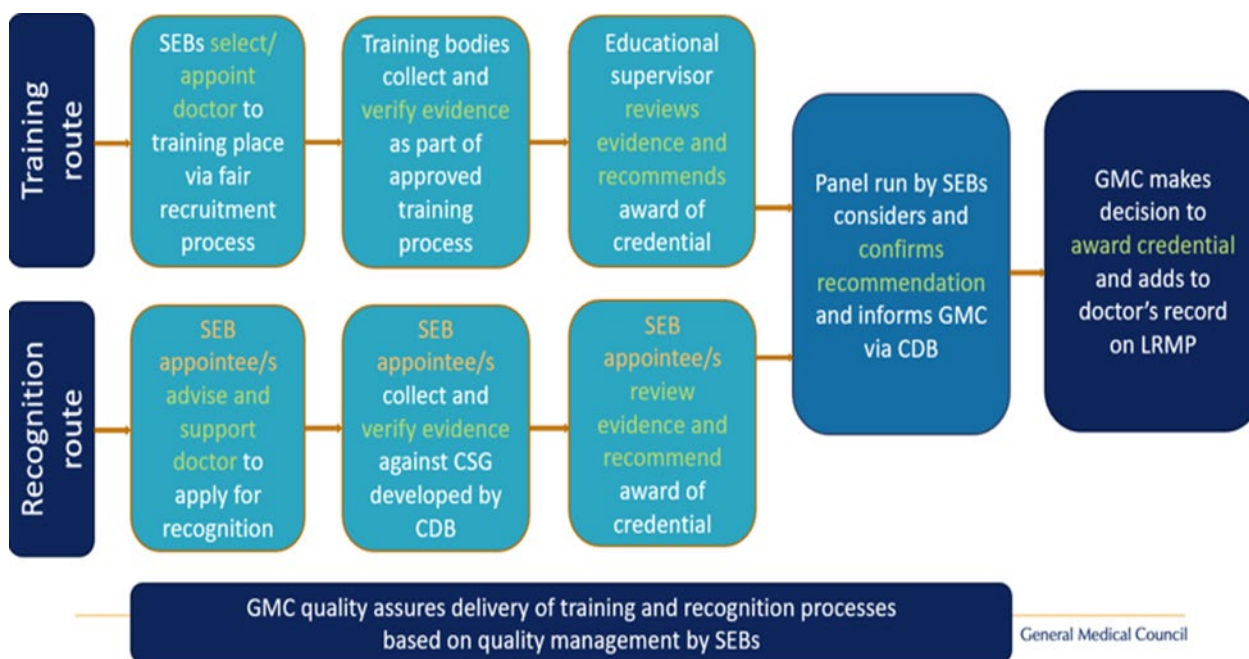 Training
route
SEBs select/
appoint
doctor to
training place
via fair
recruitment
process
Training bodies
collect and
verify evidence
as part of
approved
training
process
Educational
supervisor
reviews
evidence and
recommends
award of
credential
Recognition
route
SEB
appointee/s
advise and
support
doctor to
apply for
recognition
SEB
appointee/s
collect and
verify evidence
against CSG
developed by
CDB
SEB
appointee/s
review
evidence and
recommend
award of
credential
Panel run by SEBs
considers and
confirms
recommendation
and informs GMC
via CDB
GMC makes
decision to
award credential
and adds to
doctor's record
on LRMP
GMC quality assures delivery of training and recognition processes
based on quality management by SEBs
General Medical Council